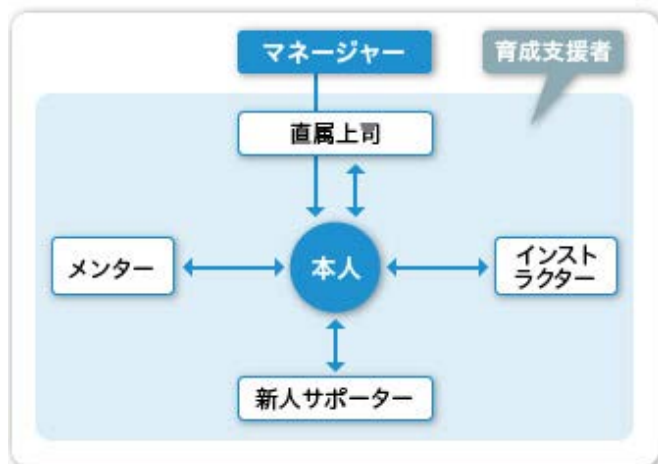 マネージャー
育成支援者
直属上司
メンター
本人
インスト
ラクター
新人サポーター